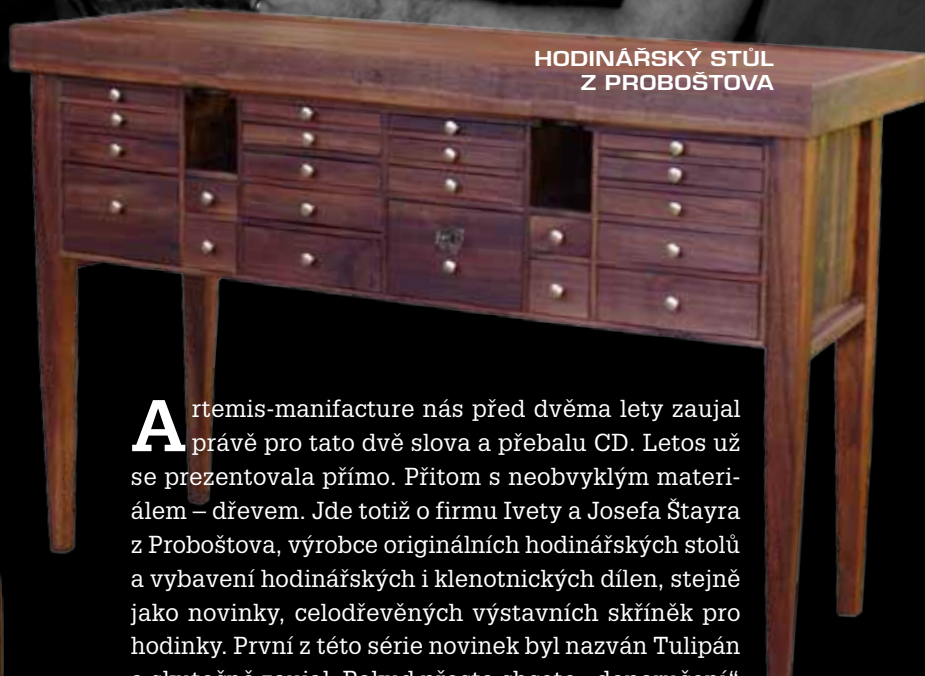 HODINÁŘSKÝ STŮL
Z PROBOŠTOVA
Artemis-manifacture nás před dvěma lety zaujal
právě pro tato dvě slova a přebalu CD. Letos už
se prezentovala přímo. Přitom s neobvyklým materi-
álem – dřevem. Jde totiž o firmu Ivety a Josefa Štayra
z Proboštova, výrobce originálních hodinářských stolů
a vybavení hodinářských i klenotnických dílen, stejně
jako novinky, celodřevěných výstavních skříněk pro
hodinky. První z této série novinek byl nazván Tulipán